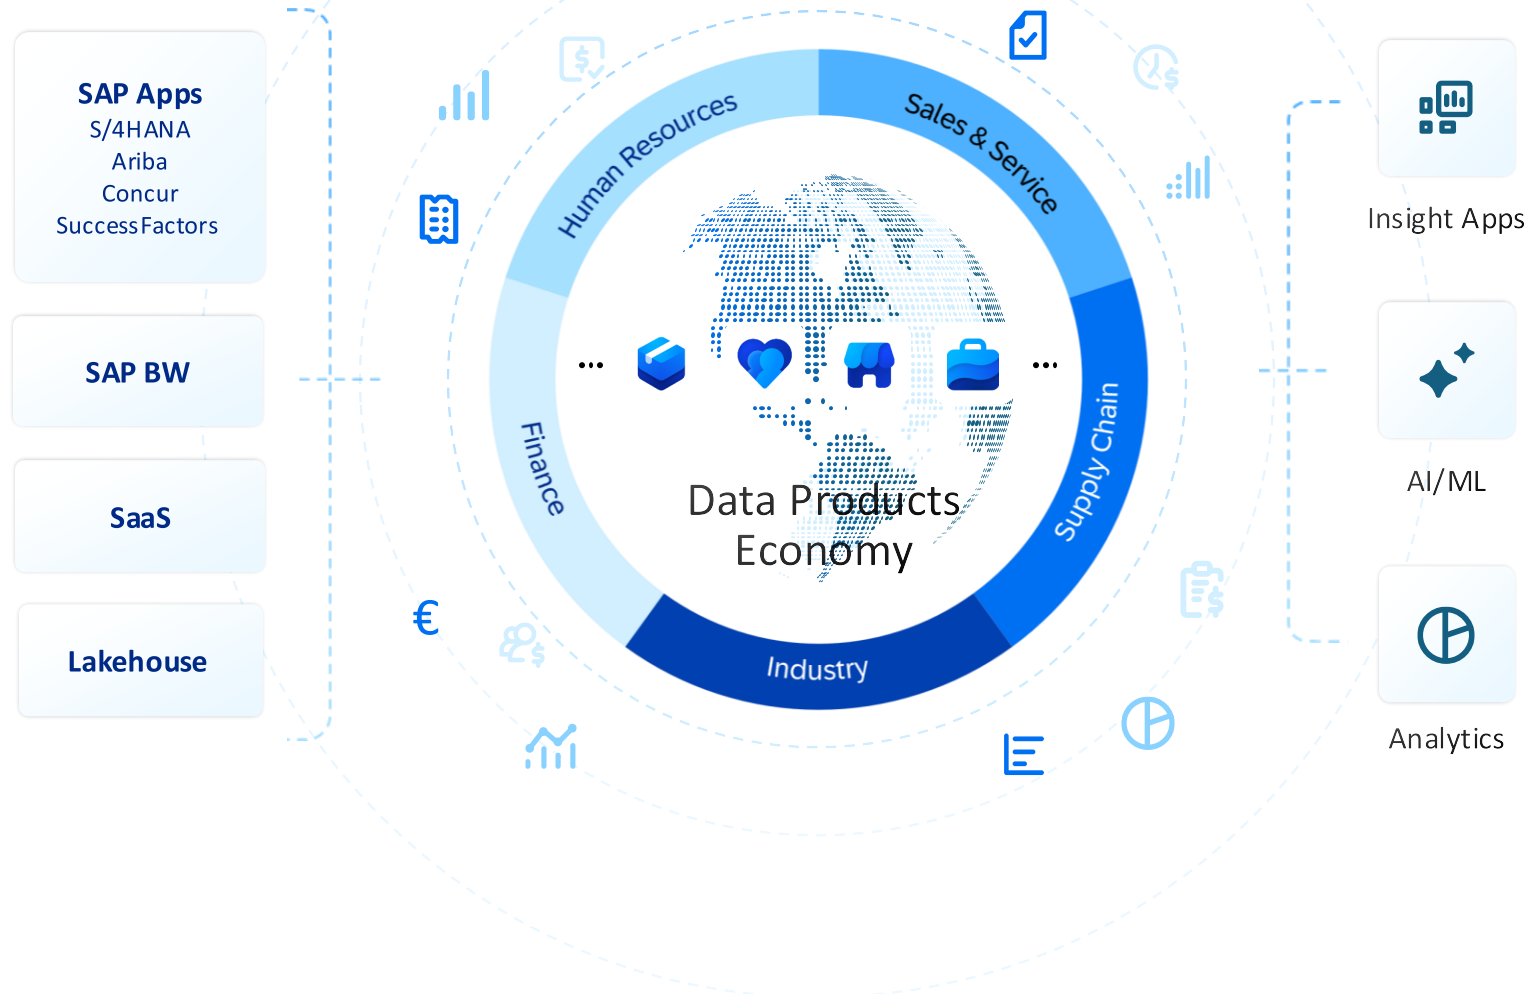 SAP Apps
S/4HANA
Ariba
Concur
SuccessFactors
SAP BW
SaaS
Lakehouse
Human Resources
Sales & Service
Finance
Supply Chain
Industry
...
...
Data Products
Economy
€
Insight Apps
AI/ML
Analytics